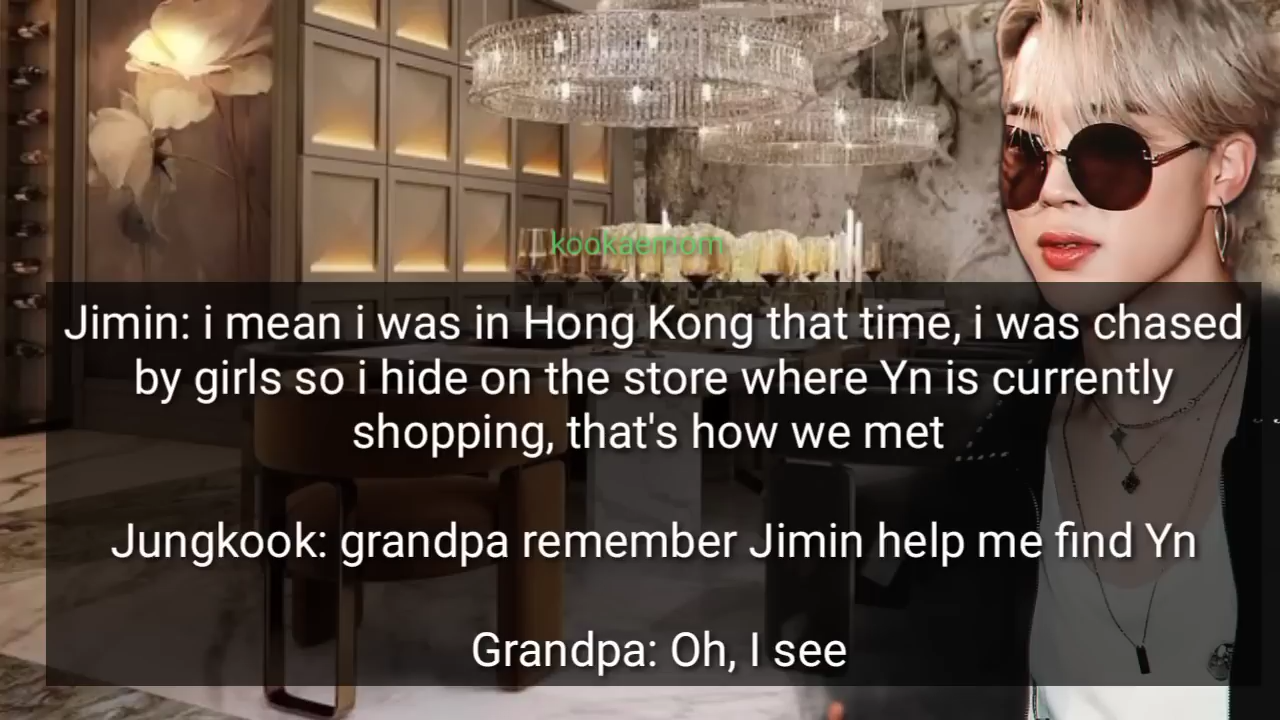 kookaemom
Jimin: i mean i was in Hong Kong that time, i was chased
by girls so i hide on the store where Yn is currently
shopping, that's how we met
Jungkook: grandpa remember Jimin help me find Yn
Grandpa: Oh, I see